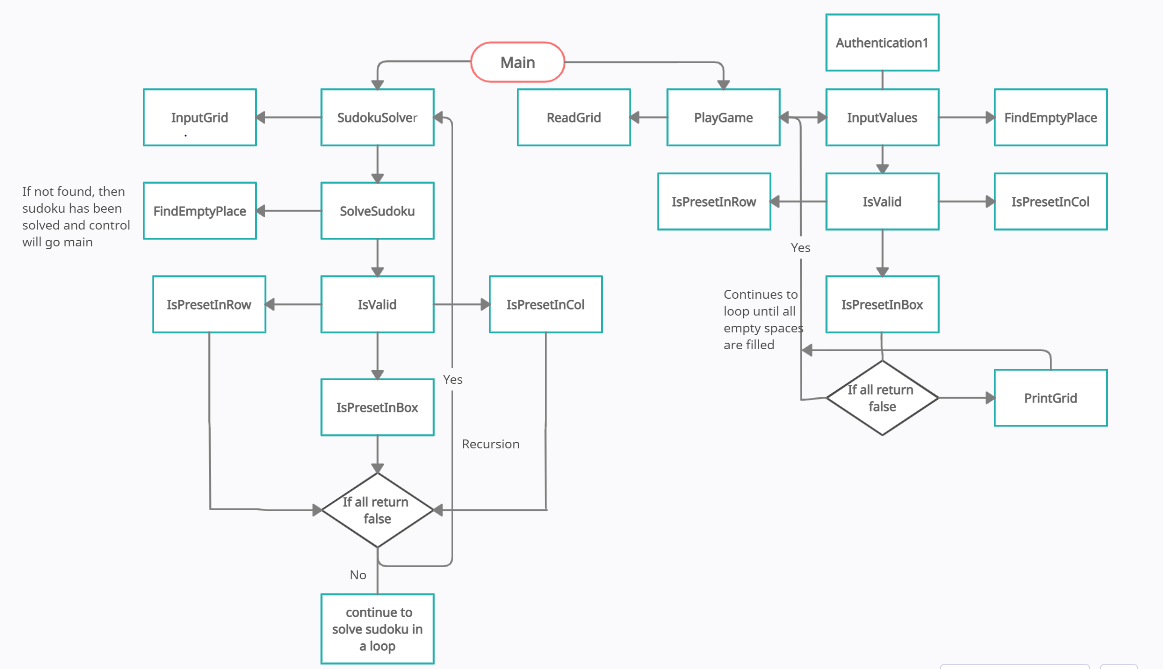 Authentication1
Main
InputGrid
.
SudokuSolver
ReadGrid
PlayGame
InputValues
FindEmptyPlace
If not found, then
sudoku has been
solved and control
will go main
FindEmptyPlace
SolveSudoku
IsPresetInRow
IsValid
IsPresetInCol
Yes
IsPresetInRow
IsValid
IsPresetInCol
Continues to
loop until all
empty spaces
are filled
IsPresetInBox
Yes
IsPresetInBox
If all return
false
PrintGrid
Recursion
If all return
false
No
continue to
solve sudoku in
a loop